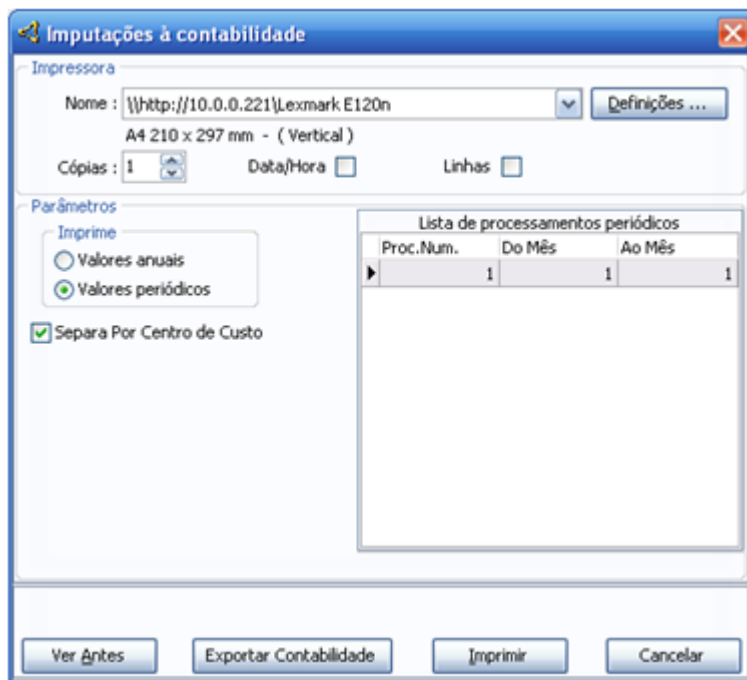 Imputações à contabilidade
Impressora
Nome : \\http://10.0.0.221\Lexmark E120n
Definições ...
A4 210 x 297 mm - ( Vertical )
Cópias : 1 Data/Hora Linhas
Parâmetros
Imprime
Valores anuais
Valores periódicos
Separa Por Centro de Custo
Lista de processamentos periódicos
Proc.Num. Do Mês Ao Mês
1 1 1
Ver Antes Exportar Contabilidade Imprimir Cancelar